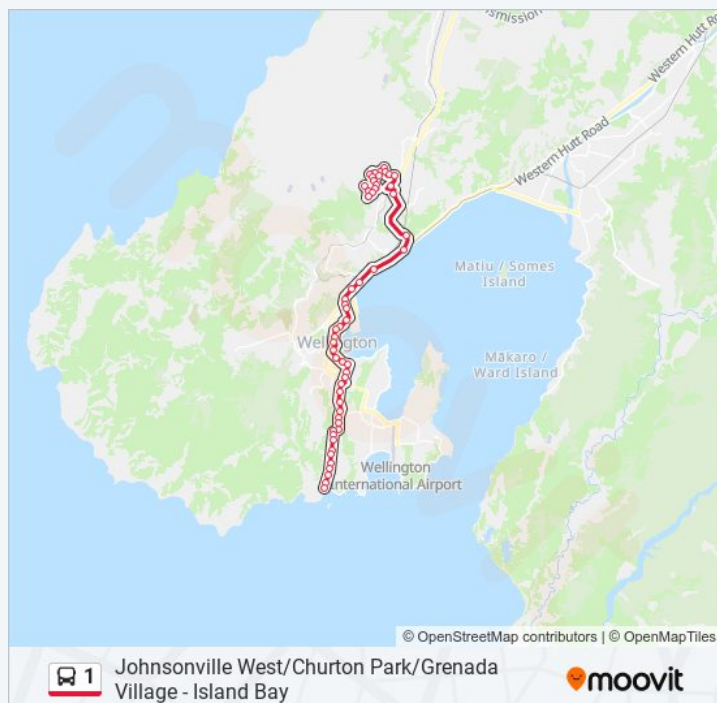 nsmission...
Western Hutt Ro
Western Hutt Road
Matiu / Somes
Island
Wellington
Mākaro /
Ward Island
Wellington
International Airport
© OpenStreetMap contributors | © OpenMapTiles
1 Johnsonville West/Churton Park/Grenada
Village - Island Bay
moovit